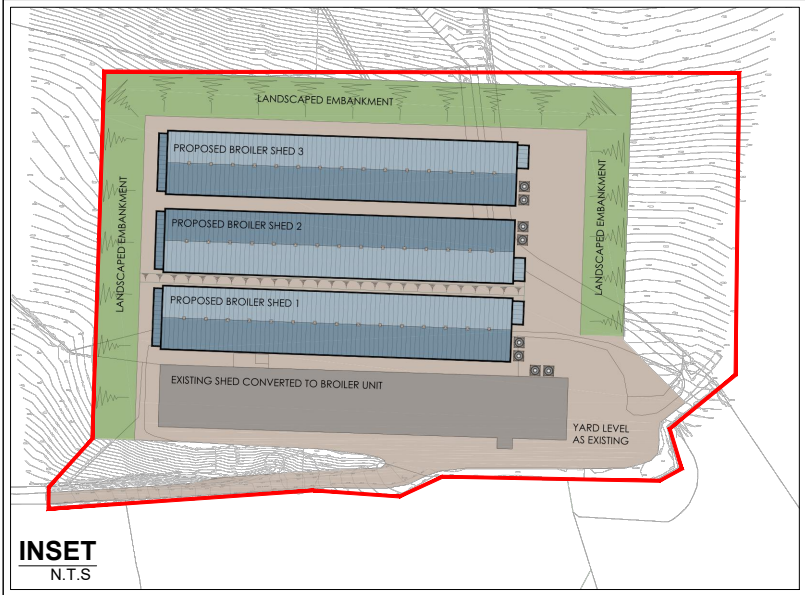 LANDSCAPED EMBANKMENT
PROPOSED BROILER SHED 3
LANDSCAPED EMBANKMENT
LANDSCAPED EMBANKMENT
PROPOSED BROILER SHED 2
PROPOSED BROILER SHED 1
EXISTING SHED CONVERTED TO BROILER UNIT
YARD LEVEL
AS EXISTING
INSET
N.T.S